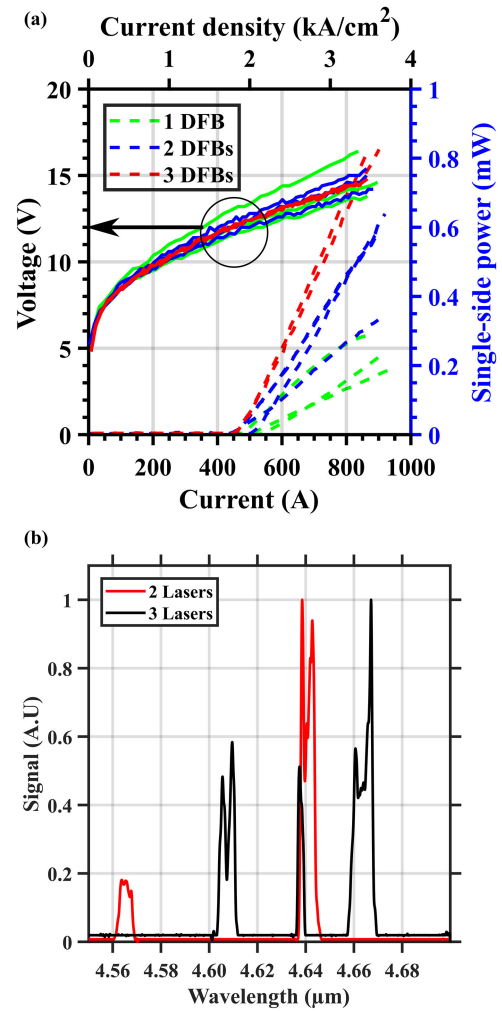 (a)
Current density (kA/cm2)
0 1 2 3 4
20 1
15 0.8
10 0.6
5 0.4
0 0.2
0
1 DFB
2 DFBs
3 DFBs
Voltage (V)
Single-side power (mW)
0 200 400 600 800 1000
Current (A)
(b)
1
0.8
0.6
0.4
0.2
0
2 Lasers
3 Lasers
Signal (A.U)
4.56 4.58 4.60 4.62 4.64 4.66 4.68
Wavelength (µm)